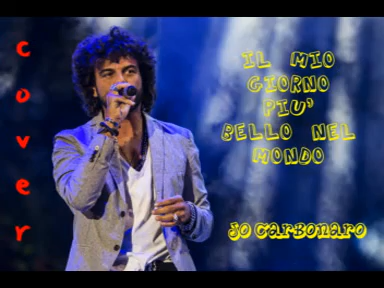 cover
IL MIO
GIORNO
PIU'
BELLO NEL
MONDO
JO CARBONARO